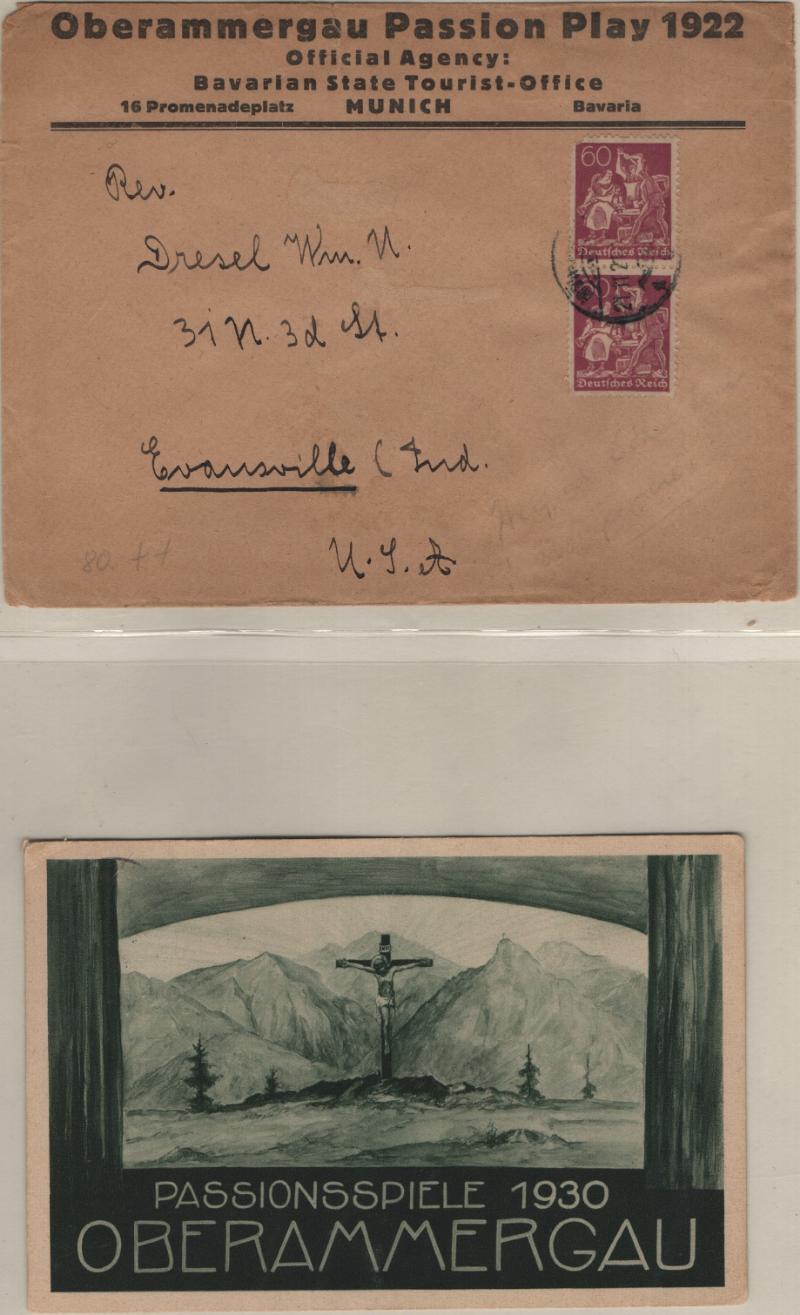 Oberammergau Passion Play 1922
Official Agency:
Bavarian State Tourist-Office
16 Promenadeplatz MUNICH Bavaria
60
Deutsches Reich
Deutsches Reich
Rev.
Dresel Wm. N.
31 N. 3d St.
Evansville (Ind.
U.S.A
80
PASSIONSSPIELE 1930
OBERAMMERGAU